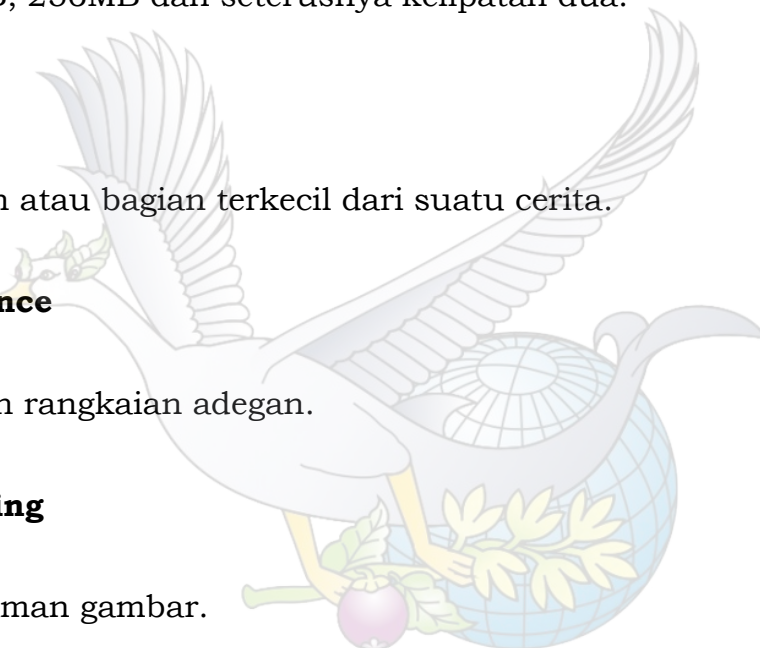 256MB dan seterusnya kelipatan dua.
atau bagian terkecil dari suatu cerita.
nce
rangkaian adegan.
ing
man gambar.